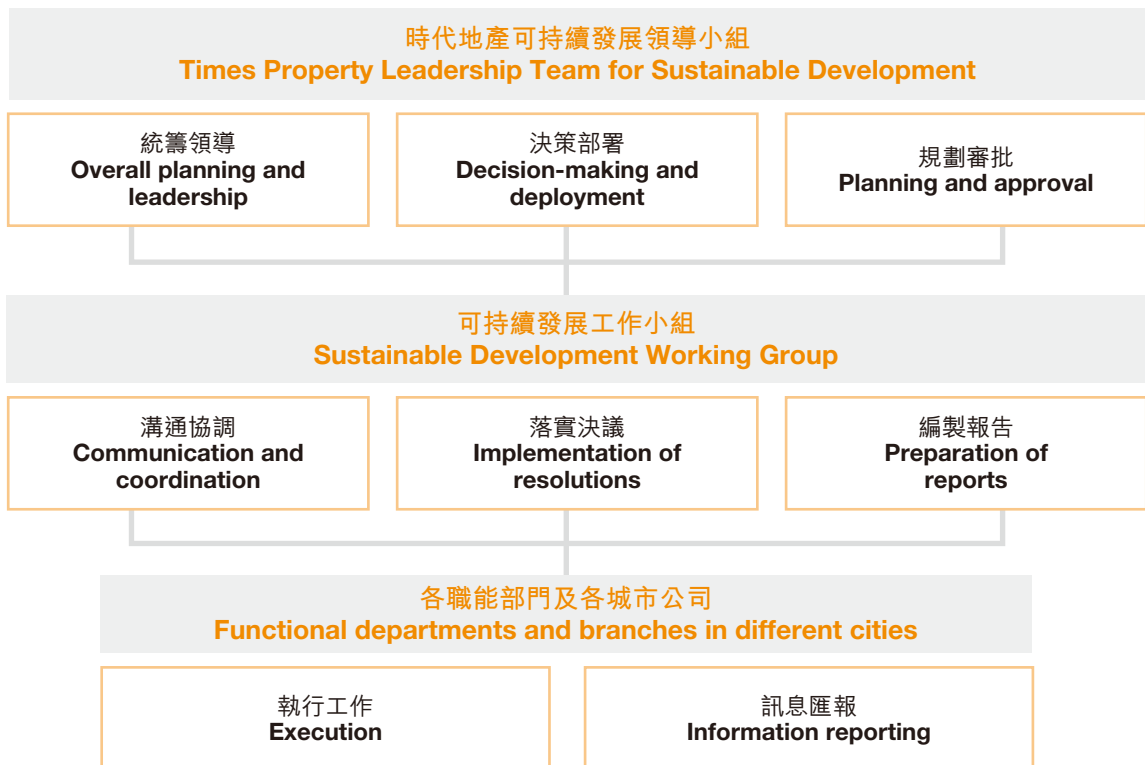 時代地產可持續發展領導小組
Times Property Leadership Team for Sustainable Development
統籌領導
Overall planning and
leadership
決策部署
Decision-making and
deployment
規劃審批
Planning and approval
可持續發展工作小組
Sustainable Development Working Group
溝通協調
Communication and
coordination
落實決議
Implementation of
resolutions
編製報告
Preparation of
reports
各職能部門及各城市公司
Functional departments and branches in different cities
執行工作
Execution
訊息匯報
Information reporting